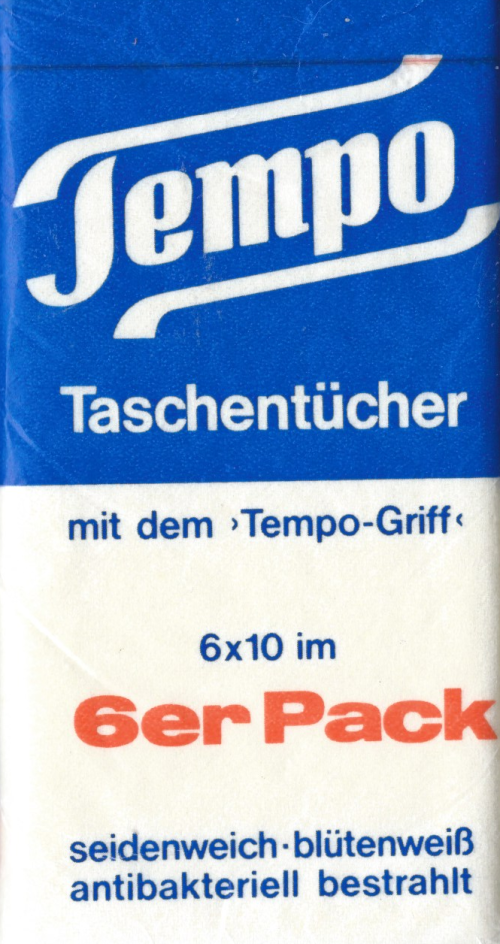 Tempo
Taschentücher
mit dem ›Tempo-Griff‹
6x10 im
6er Pack
seidenweich·blütenweiß
antibakteriell bestrahlt